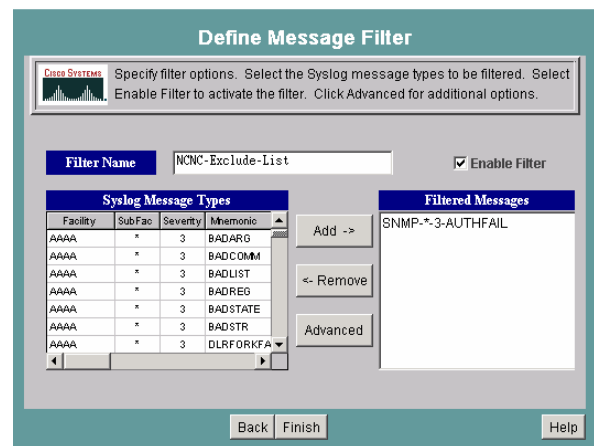 Define Message Filter
CISCO SYSTEMS
Specify filter options. Select the Syslog message types to be filtered. Select
Enable Filter to activate the filter. Click Advanced for additional options.
Filter Name
NCNC-Exclude-List
Enable Filter
Syslog Message Types
Facility SubFac Severity Mnemonic
AAAA * 3 BADARG
AAAA * 3 BADCOMM
AAAA * 3 BADLIST
AAAA * 3 BADREG
AAAA * 3 BADSTATE
AAAA * 3 BADSTR
AAAA * 3 DLRFORKFA
Add ->
<- Remove
Advanced
Filtered Messages
SNMP-*-3-AUTHFAIL
Back Finish Help